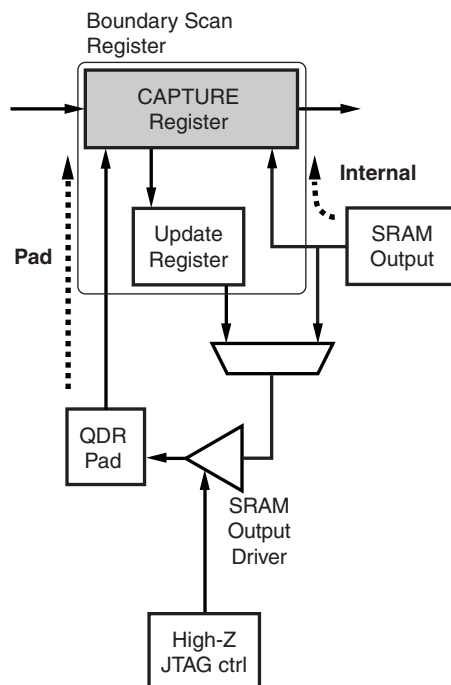 Boundary Scan
Register
CAPTURE
Register
Internal
Pad
Update
Register
SRAM
Output
QDR
Pad
SRAM
Output
Driver
High-Z
JTAG ctrl